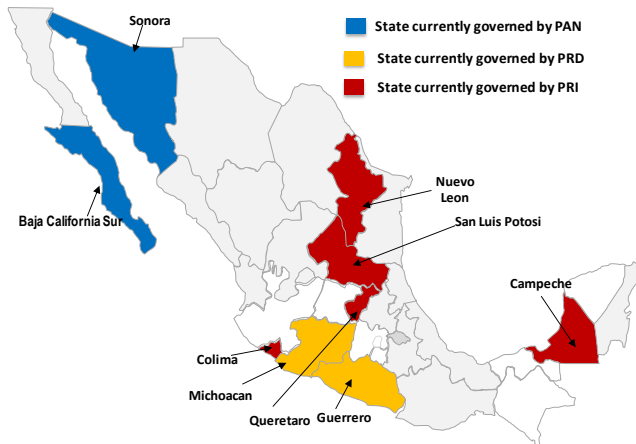 Sonora
State currently governed by PAN
State currently governed by PRD
State currently governed by PRI
Nuevo
Leon
San Luis Potosi
Baja California Sur
Campeche
Colima
Michoacan
Queretaro
Guerrero